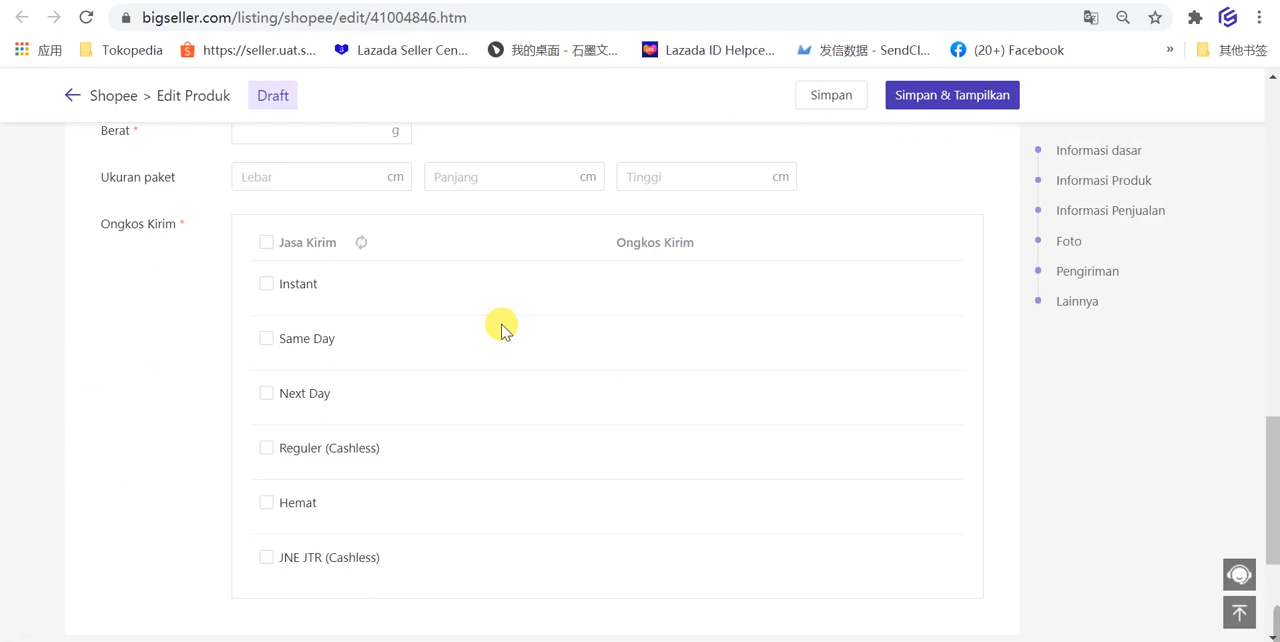 bigseller.com/listing/shopee/edit/41004846.htm
应用 Tokopedia https://seller.uat.s... Lazada Seller Cen... 我的桌面 - 石墨文... Lazada ID Helpce... 发信数据 - SendCl... (20+) Facebook » 其他书签
← Shopee > Edit Produk Draft Simpan Simpan & Tampilkan
Berat * g
Ukuran paket Lebar cm Panjang cm Tinggi cm
Ongkos Kirim *
Jasa Kirim Ongkos Kirim
Instant
Same Day
Next Day
Reguler (Cashless)
Hemat
JNE JTR (Cashless)
Informasi dasar
Informasi Produk
Informasi Penjualan
Foto
Pengiriman
Lainnya